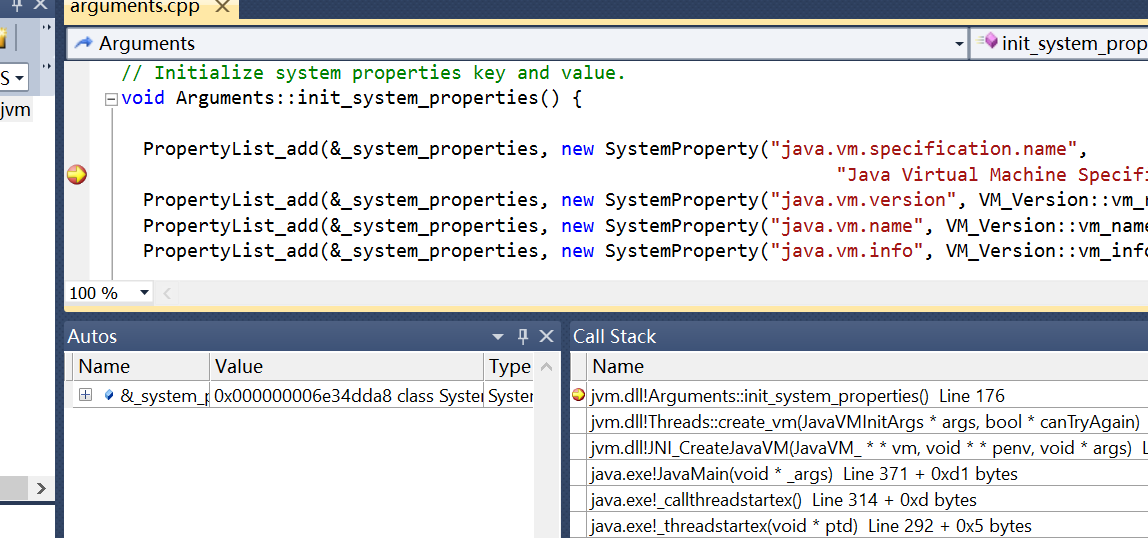 arguments.cpp
Arguments
init_system_prop
S
jvm
// Initialize system properties key and value.
void Arguments::init_system_properties() {
PropertyList_add(&_system_properties, new SystemProperty("java.vm.specification.name",
"Java Virtual Machine Specifi
PropertyList_add(&_system_properties, new SystemProperty("java.vm.version", VM_Version::vm_r
PropertyList_add(&_system_properties, new SystemProperty("java.vm.name", VM_Version::vm_name
PropertyList_add(&_system_properties, new SystemProperty("java.vm.info", VM_Version::vm_info
100 %
Autos
Name Value Type
&_system_p 0x000000006e34dda8 class System System
Call Stack
Name
jvm.dll!Arguments::init_system_properties() Line 176
jvm.dll!Threads::create_vm(JavaVMInitArgs * args, bool * canTryAgain)
jvm.dll!JNI_CreateJavaVM(JavaVM_ * * vm, void * * penv, void * args) L
java.exe!JavaMain(void * _args) Line 371 + 0xd1 bytes
java.exe!_callthreadstartex() Line 314 + 0xd bytes
java.exe!_threadstartex(void * ptd) Line 292 + 0x5 bytes